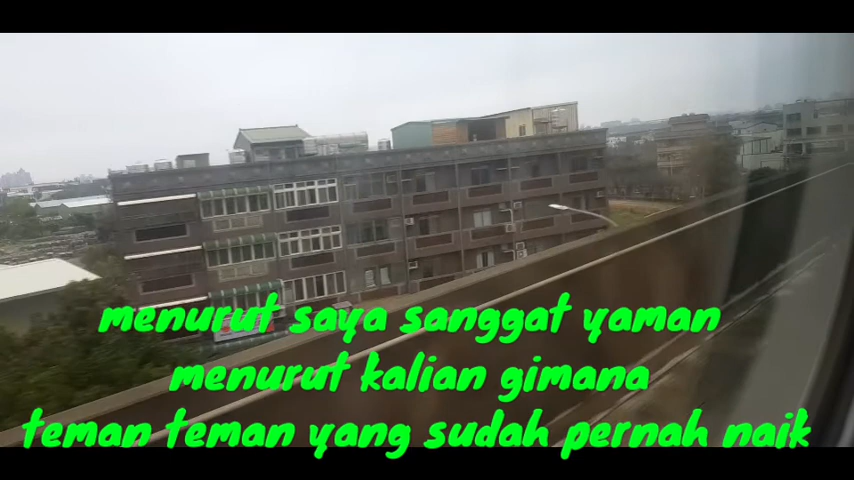 menurut saya sanggat yaman
menurut kalian gimana
teman teman yang sudah pernah naik